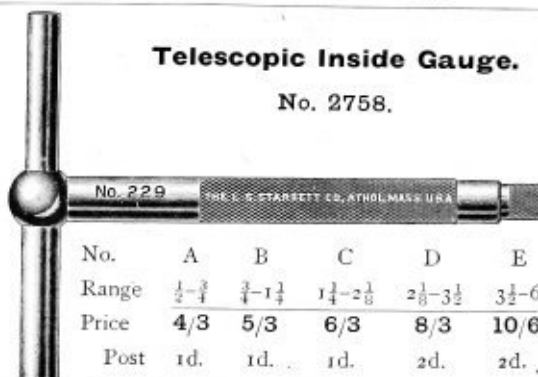 Telescopic Inside Gauge.
No. 2758.
No. 229
THE L. S. STARRETT CO, ATHOL, MASS USA
No. A B C D E
Range ½-¾ ¾-1¼ 1¼-2⅛ 2⅛-3½ 3½-6
Price 4/3 5/3 6/3 8/3 10/6
Post 1d. 1d. 1d. 2d. 2d.